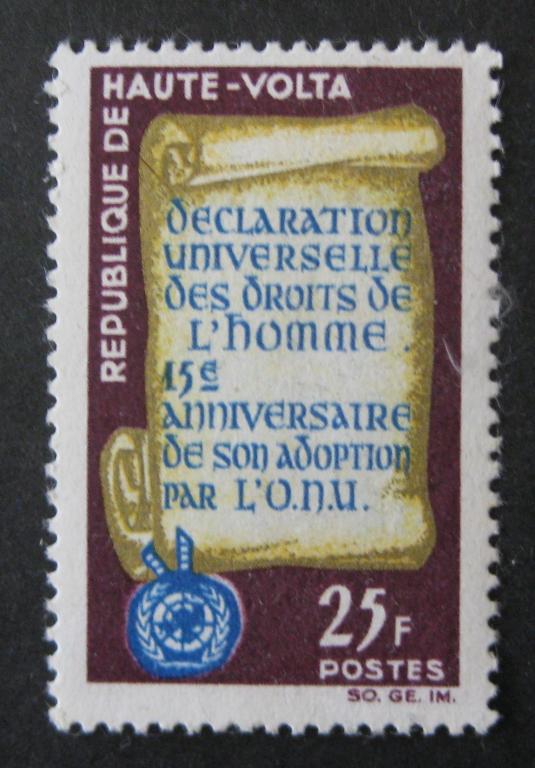 REPUBLIQUE DE
HAUTE-VOLTA
DECLARATION
UNIVERSELLE
DES DROITS DE
L'HOMME.
15E
ANNIVERSAIRE
DE SON ADOPTION
PAR L'O.N.U.
25F
POSTES
SO. GE. IM.